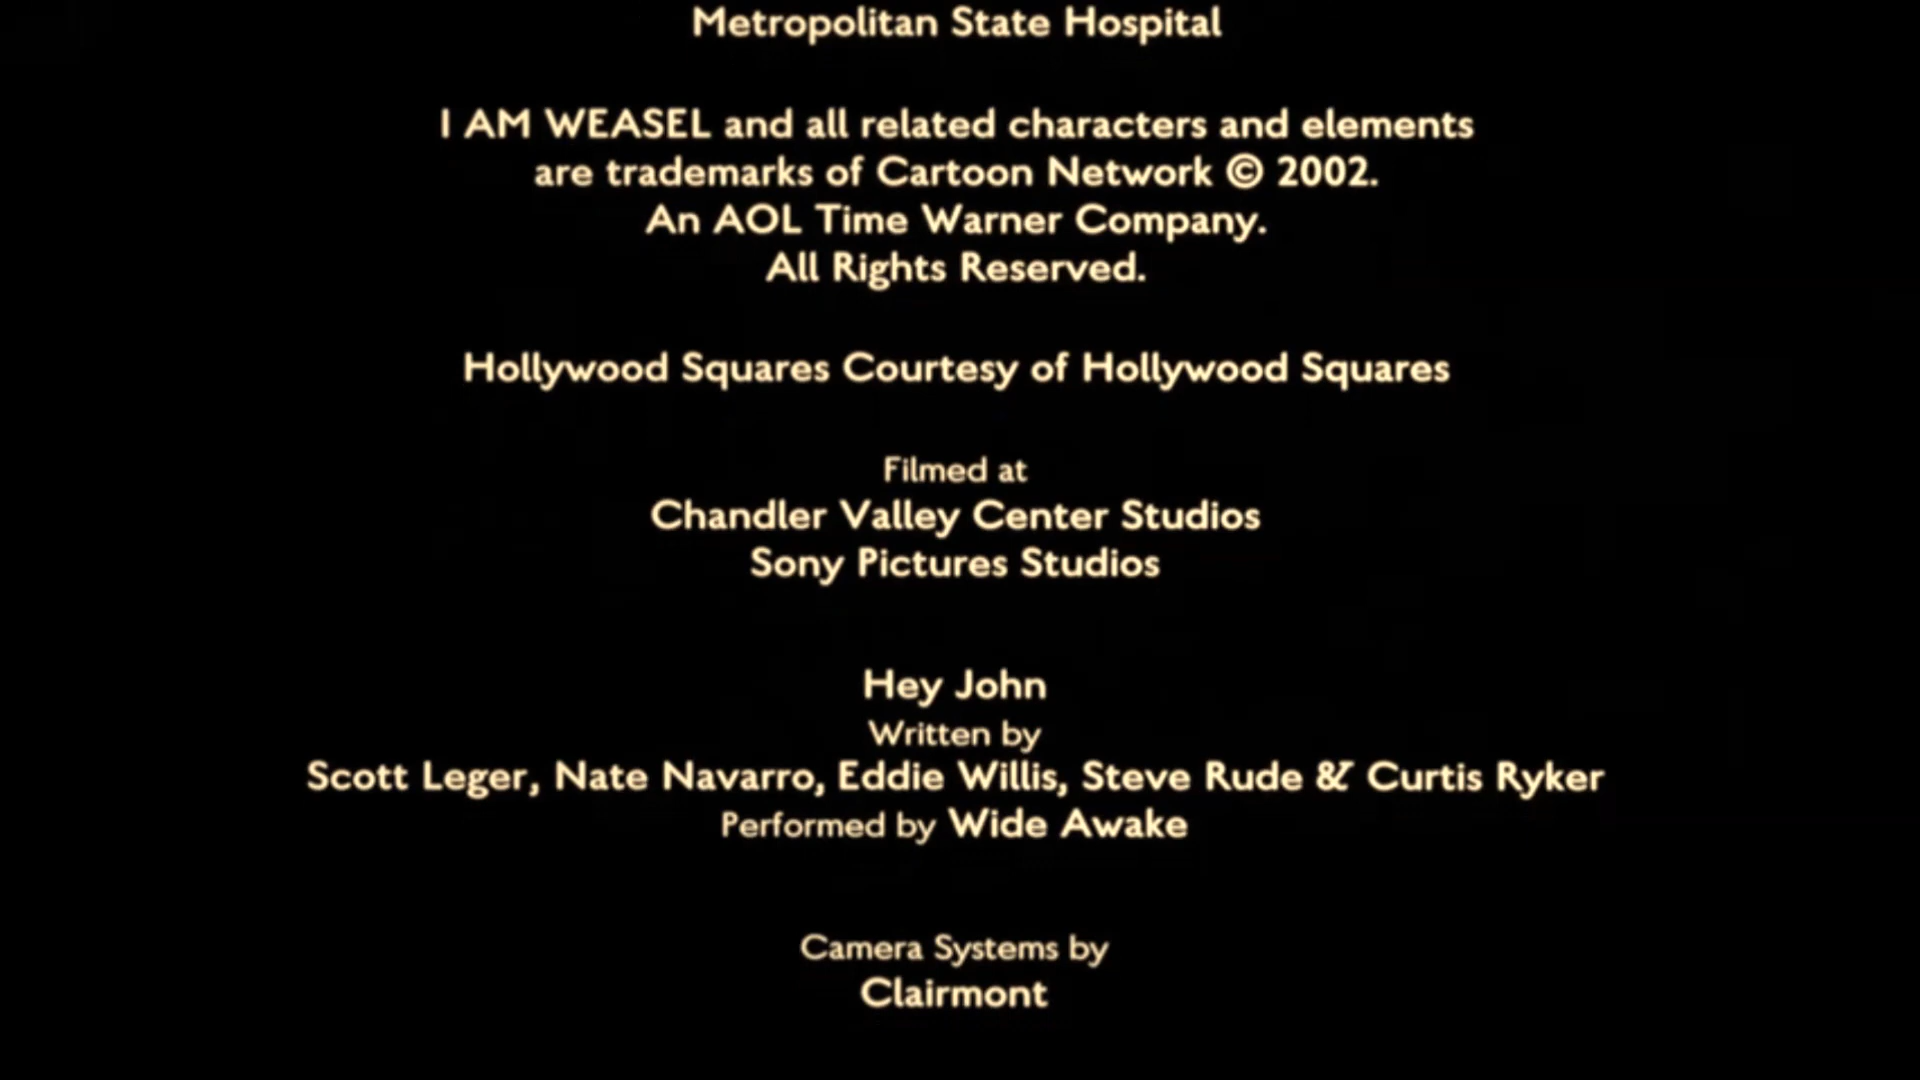 Metropolitan State Hospital
I AM WEASEL and all related characters and elements
are trademarks of Cartoon Network © 2002.
An AOL Time Warner Company.
All Rights Reserved.
Hollywood Squares Courtesy of Hollywood Squares
Filmed at
Chandler Valley Center Studios
Sony Pictures Studios
Hey John
Written by
Scott Leger, Nate Navarro, Eddie Willis, Steve Rude & Curtis Ryker
Performed by Wide Awake
Camera Systems by
Clairmont